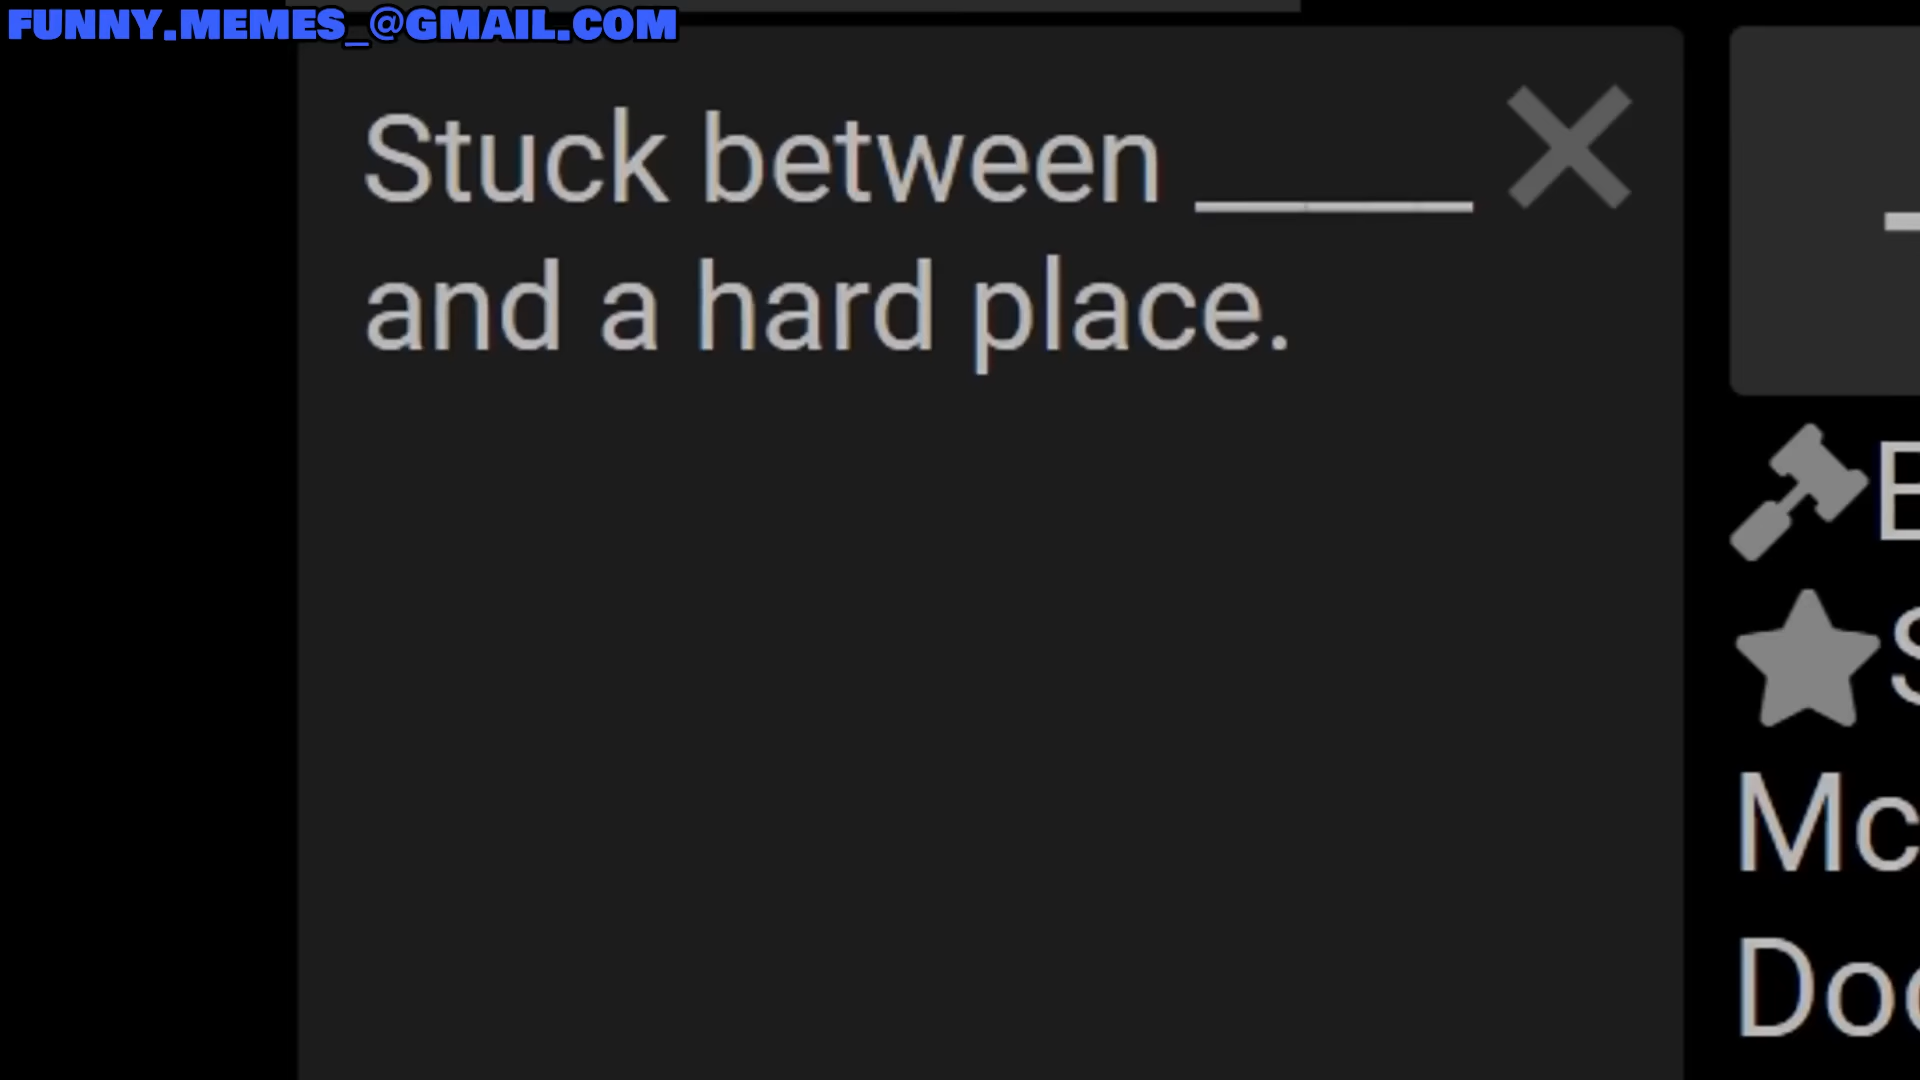 FUNNY.MEMES_@GMAIL.COM
Stuck between _____
and a hard place.